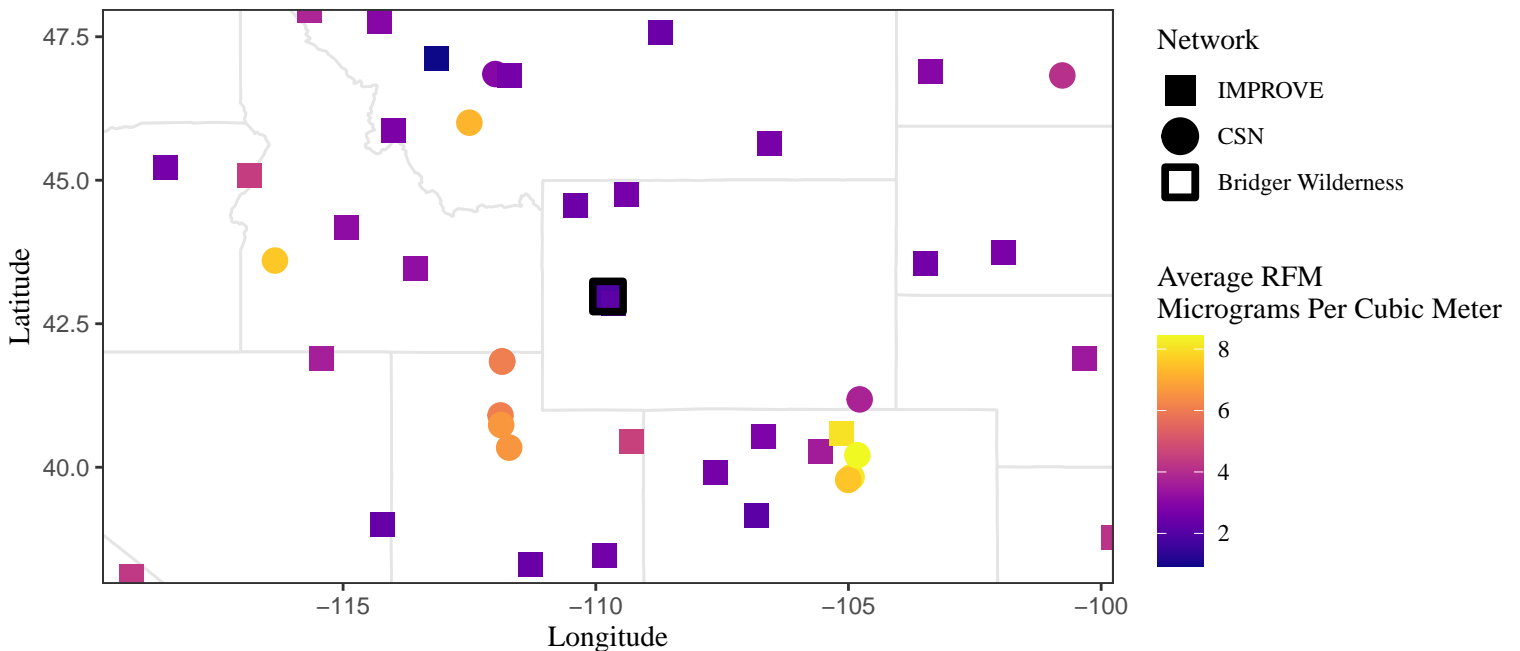 47.5
45.0
42.5
40.0
Latitude
−115
−110
−105
−100
Longitude
Network
IMPROVE
CSN
Bridger Wilderness
Average RFM
Micrograms Per Cubic Meter
8
6
4
2